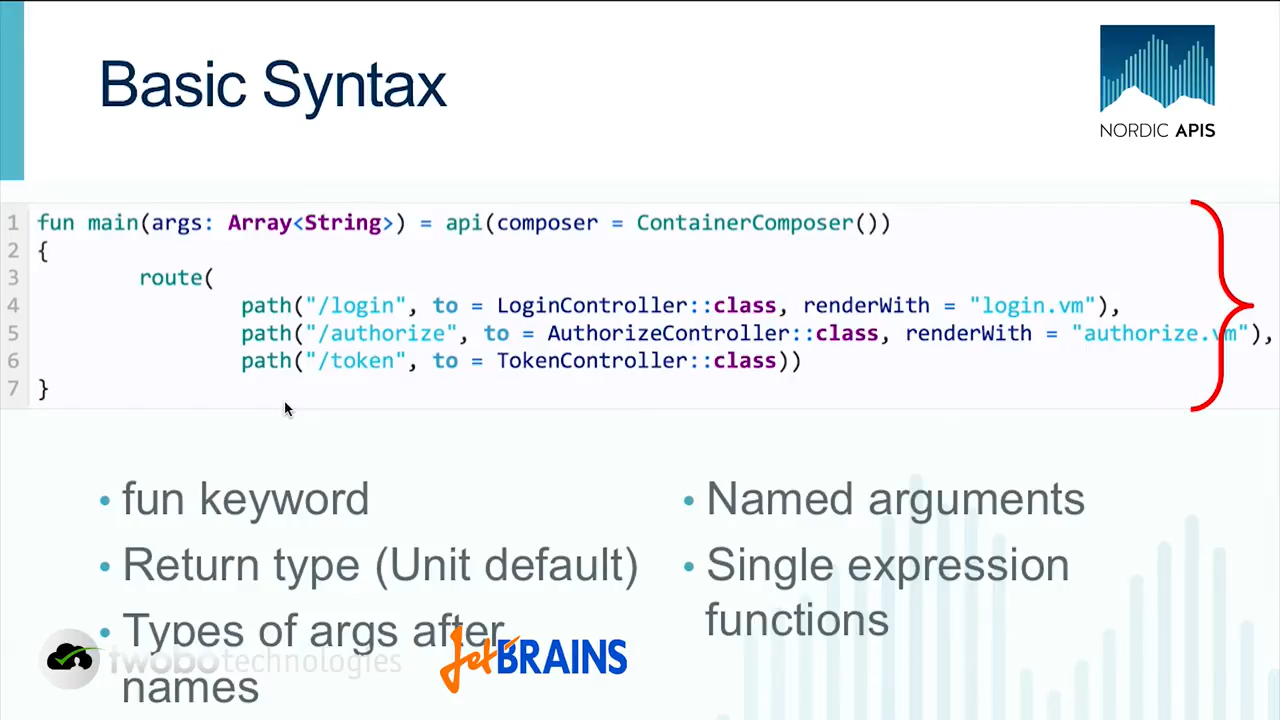 Basic Syntax
NORDIC APIS
1 fun main(args: Array<String>) = api(composer = ContainerComposer())
2 {
3 route(
4 path("/login", to = LoginController::class, renderWith = "login.vm"),
5 path("/authorize", to = AuthorizeController::class, renderWith = "authorize.vm"),
6 path("/token", to = TokenController::class))
7 }
• fun keyword
• Return type (Unit default)
• Types of args after
names
• Named arguments
• Single expression
functions
twobotechnologies
JetBRAINS